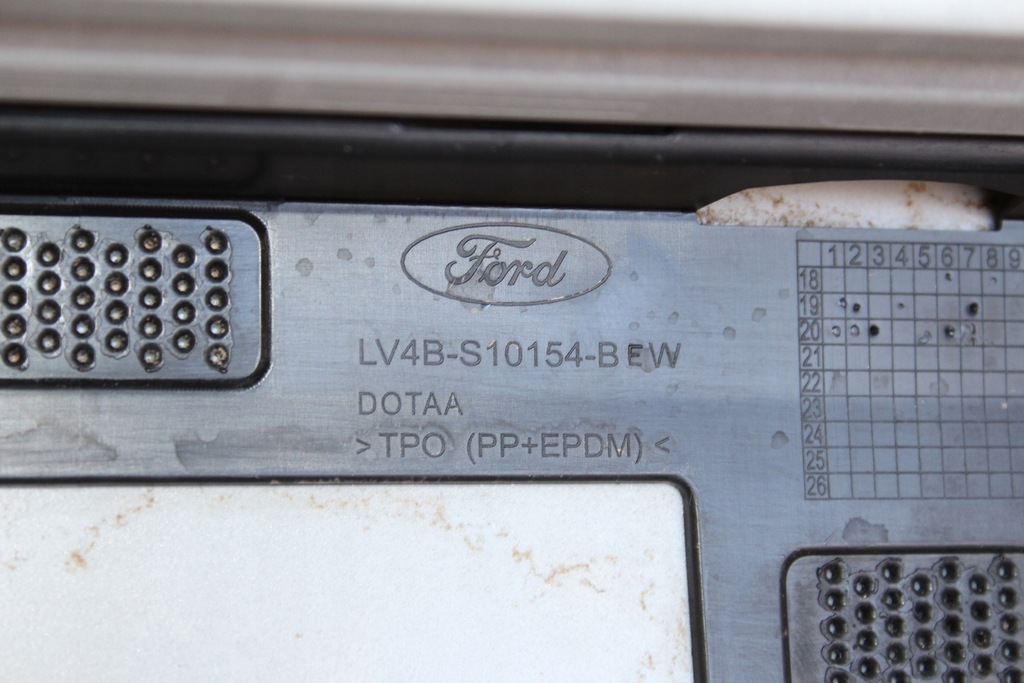 Ford
LV4B-S10154-BEW
DOTAA
>TPO (PP+EPDM)<
1 2 3 4 5 6 7 8 9
18
19
20
21
22
23
24
25
26